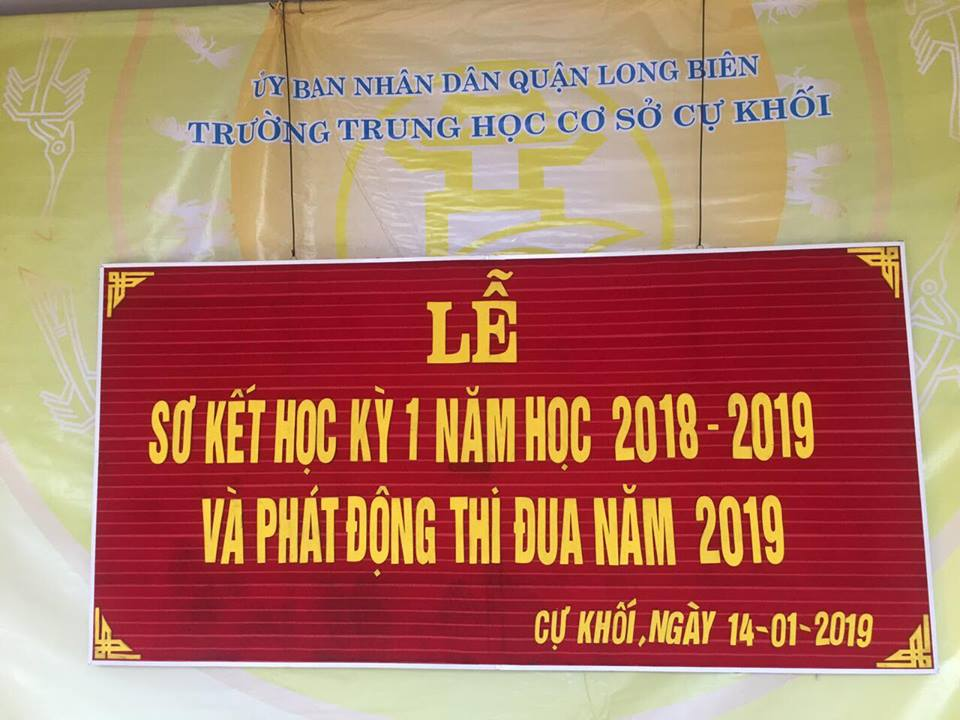 ỦY BAN NHÂN DÂN QUẬN LONG BIÊN
TRƯỜNG TRUNG HỌC CƠ SỞ CỰ KHỐI
LỄ
SƠ KẾT HỌC KỲ 1 NĂM HỌC 2018 - 2019
VÀ PHÁT ĐỘNG THI ĐUA NĂM 2019
CỰ KHỐI, NGÀY 14-01-2019